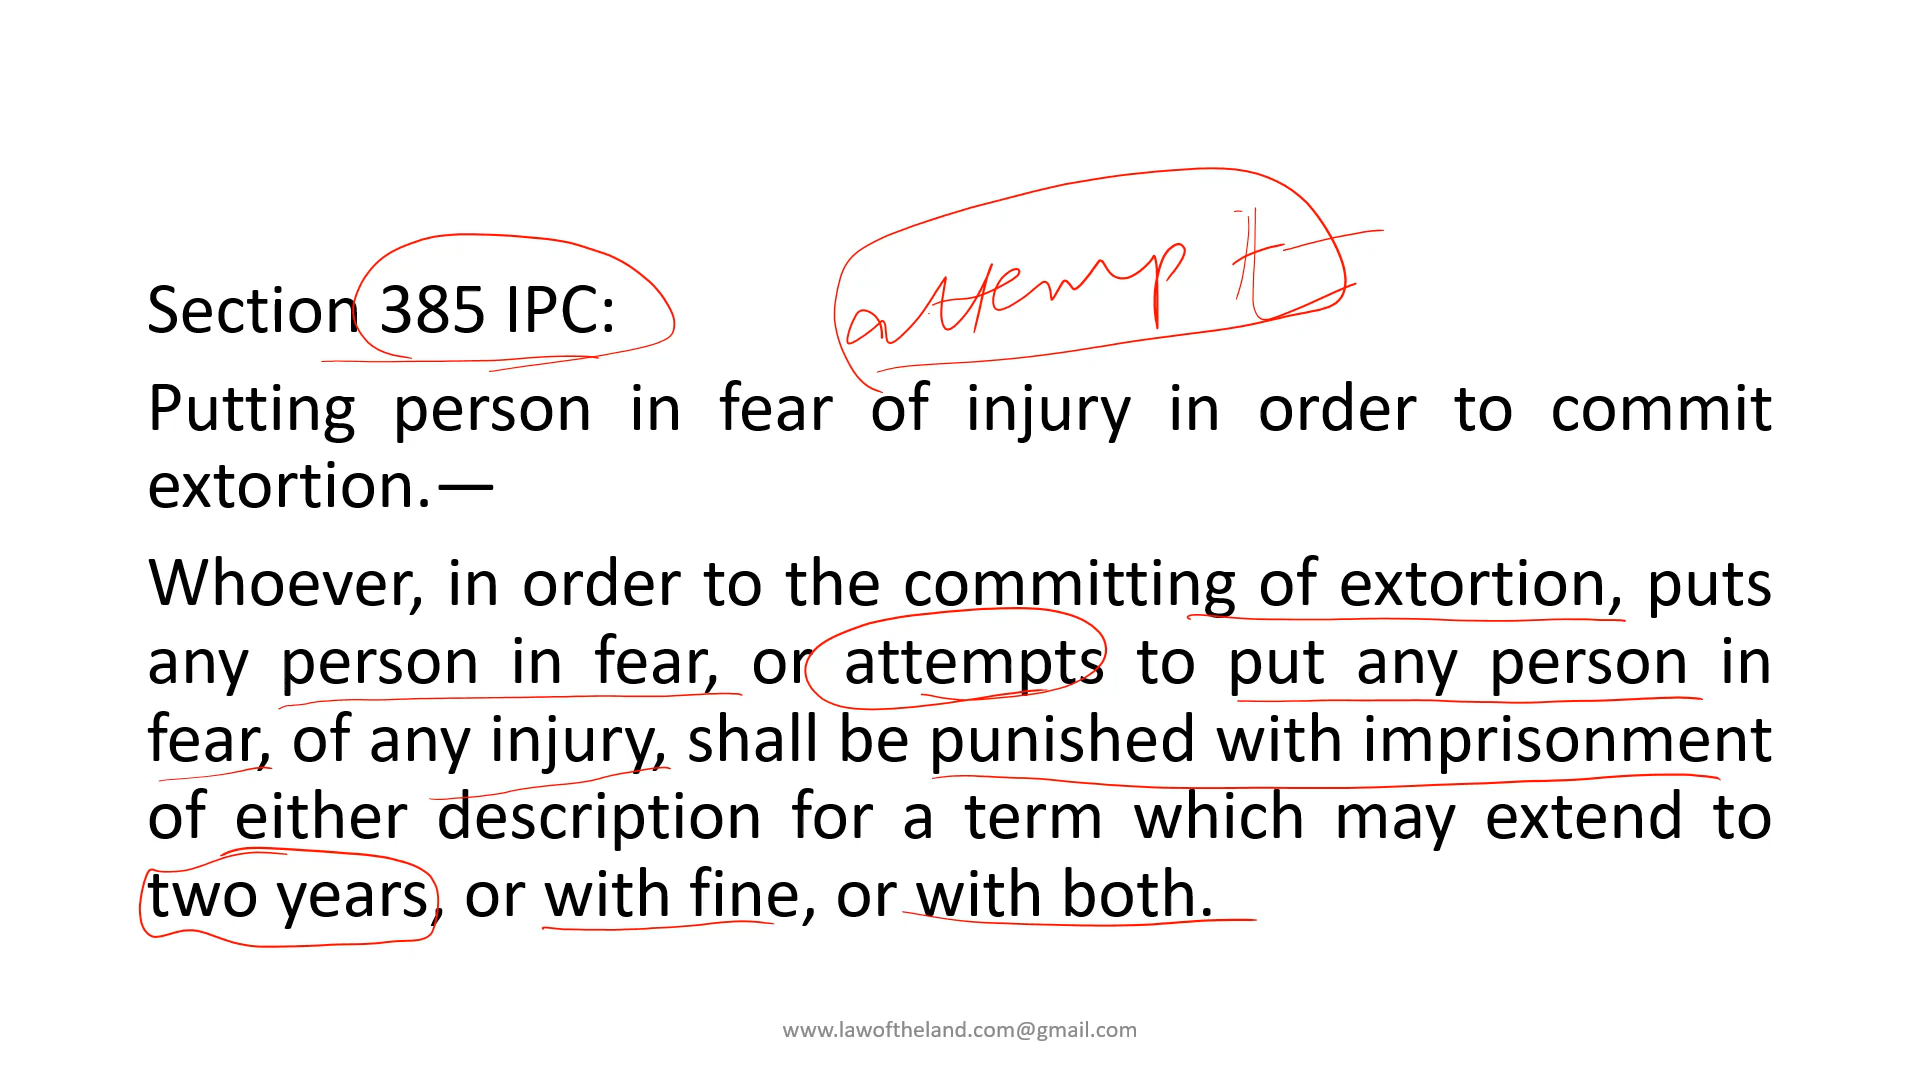 attempt
Section 385 IPC:
Putting person in fear of injury in order to commit
extortion.—
Whoever, in order to the committing of extortion, puts
any person in fear, or attempts to put any person in
fear, of any injury, shall be punished with imprisonment
of either description for a term which may extend to
two years, or with fine, or with both.
www.lawoftheland.com@gmail.com